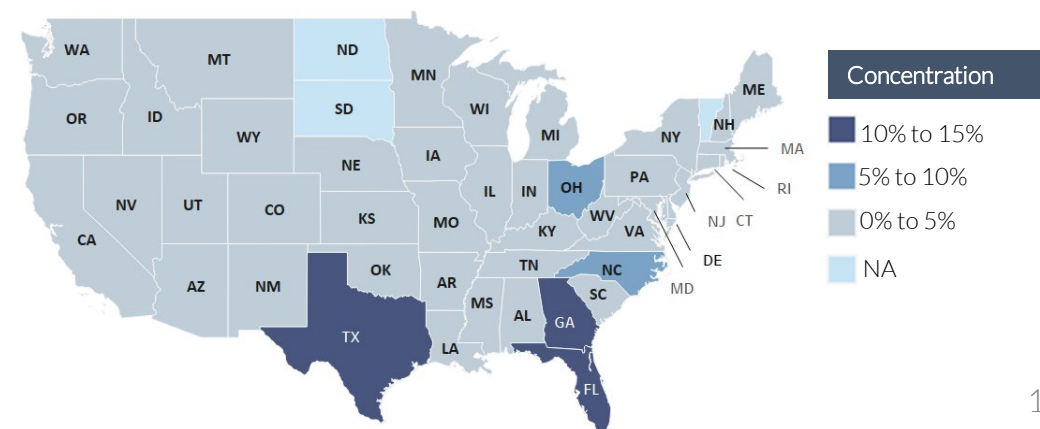 WA
MT
ND
MN
OR
ID
WY
SD
WI
MI
NY
NH
ME
MA
RI
CT
NJ
NV
UT
CO
NE
IA
IL
IN
OH
PA
CA
KS
MO
KY
WV
VA
DE
MD
AZ
NM
OK
AR
TN
NC
SC
MS
AL
GA
TX
LA
FL
Concentration
10% to 15%
5% to 10%
0% to 5%
NA